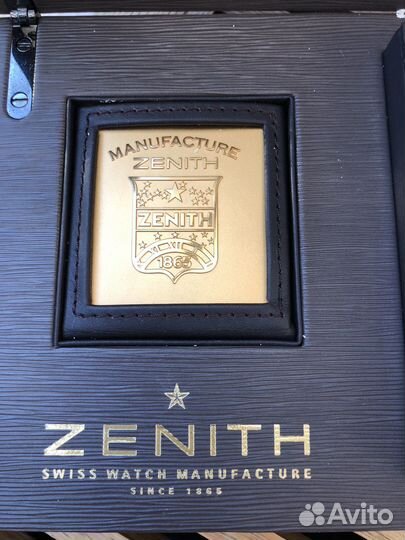 MANUFACTURE
ZENITH
ZENITH
1865
ZENITH
SWISS WATCH MANUFACTURE
SINCE 1865
Avito